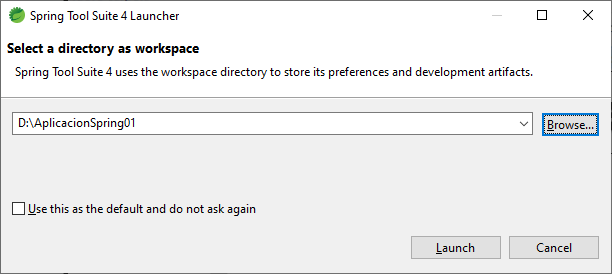 Spring Tool Suite 4 Launcher
Select a directory as workspace
Spring Tool Suite 4 uses the workspace directory to store its preferences and development artifacts.
D:\AplicacionSpring01
Browse...
Use this as the default and do not ask again
Launch
Cancel